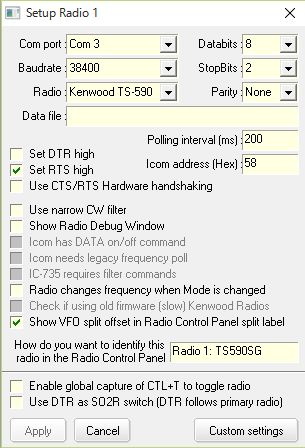 Setup Radio 1
Com port : Com 3 Databits : 8
Baudrate : 38400 StopBits : 2
Radio : Kenwood TS-590 Parity : None
Data file :
Polling interval (ms) : 200
Set DTR high
Icom address (Hex) : 58
Set RTS high
Use CTS/RTS Hardware handshaking
Use narrow CW filter
Show Radio Debug Window
Icom has DATA on/off command
Icom needs legacy frequency poll
IC-735 requires filter commands
Radio changes frequency when Mode is changed
Check if using old firmware (slow) Kenwood Radios
Show VFO split offset in Radio Control Panel split label
How do you want to identify this
radio in the Radio Control Panel
Radio 1: TS590SG
Enable global capture of CTL+T to toggle radio
Use DTR as SO2R switch (DTR follows primary radio)
Apply Cancel Custom settings